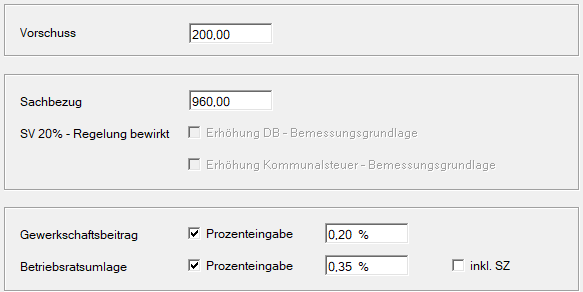 Vorschuss 200,00
Sachbezug 960,00
SV 20% - Regelung bewirkt Erhöhung DB - Bemessungsgrundlage
Erhöhung Kommunalsteuer - Bemessungsgrundlage
Gewerkschaftsbeitrag Prozenteingabe 0,20 %
Betriebsratsumlage Prozenteingabe 0,35 % inkl. SZ